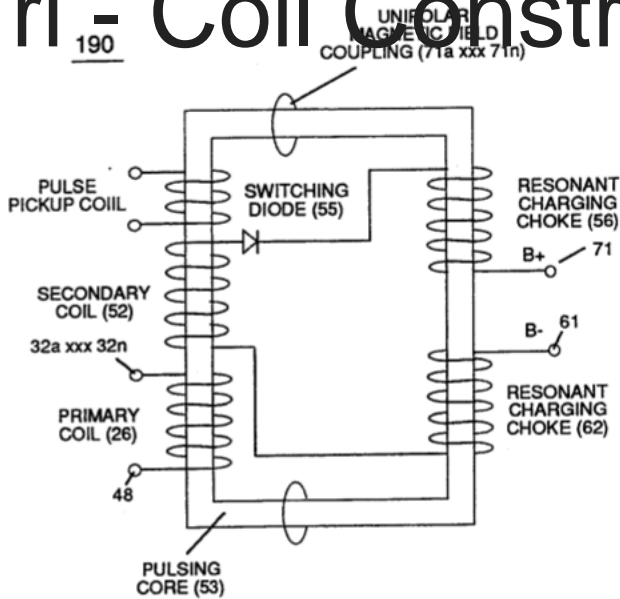 rl - Coil Constr
190
UNIPOLAR
MAGNETIC FIELD
COUPLING (71a xxx 71n)
PULSE
PICKUP COIIL
SWITCHING
DIODE (55)
RESONANT
CHARGING
CHOKE (56)
B+
71
SECONDARY
COIL (52)
32a xxx 32n
B-
61
PRIMARY
COIL (26)
RESONANT
CHARGING
CHOKE (62)
48
PULSING
CORE (53)